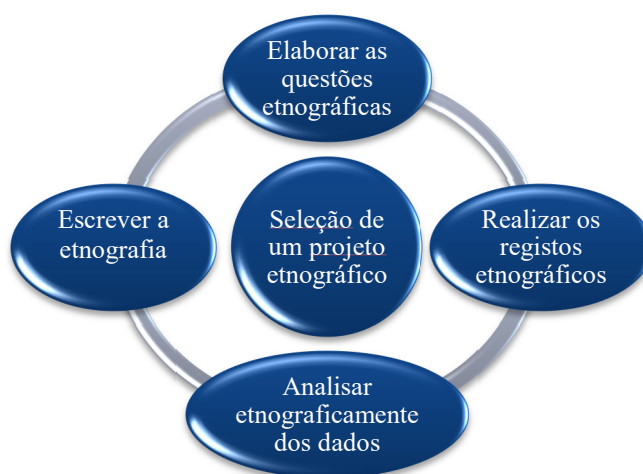 Elaborar as
questões
etnográficas
Escrever a
etnografia
Seleção de
um projeto
etnográfico
Realizar os
registos
etnográficos
Analisar
etnograficamente
dos dados